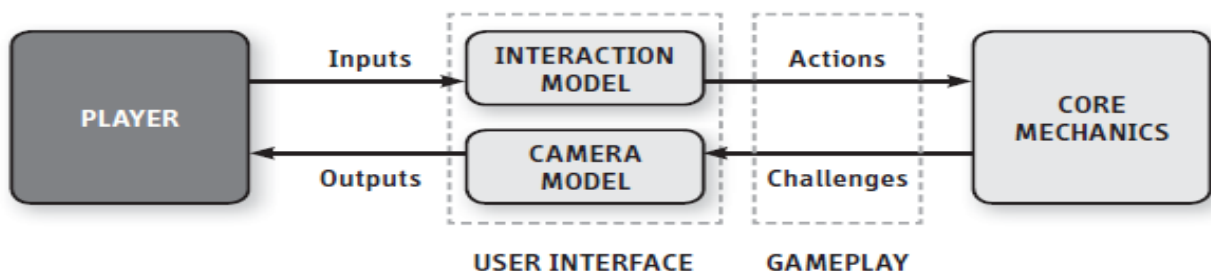 PLAYER
Inputs
Outputs
INTERACTION
MODEL
CAMERA
MODEL
USER INTERFACE
Actions
Challenges
GAMEPLAY
CORE
MECHANICS